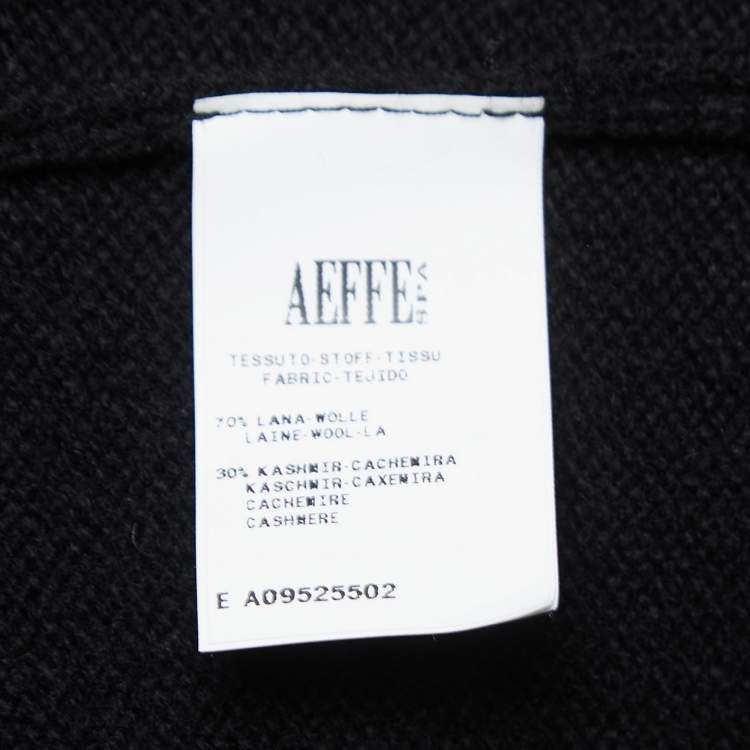 AEFFE SPA
TESSUTO-STOFF-TISSU
FABRIC-TEJIDO
70% LANA-WOLLE
LAINE-WOOL-LA
30% KASHMIR-CACHEMIRA
KASCHMIR-CAXEMIRA
CACHEMIRE
CASHMERE
E A09525502